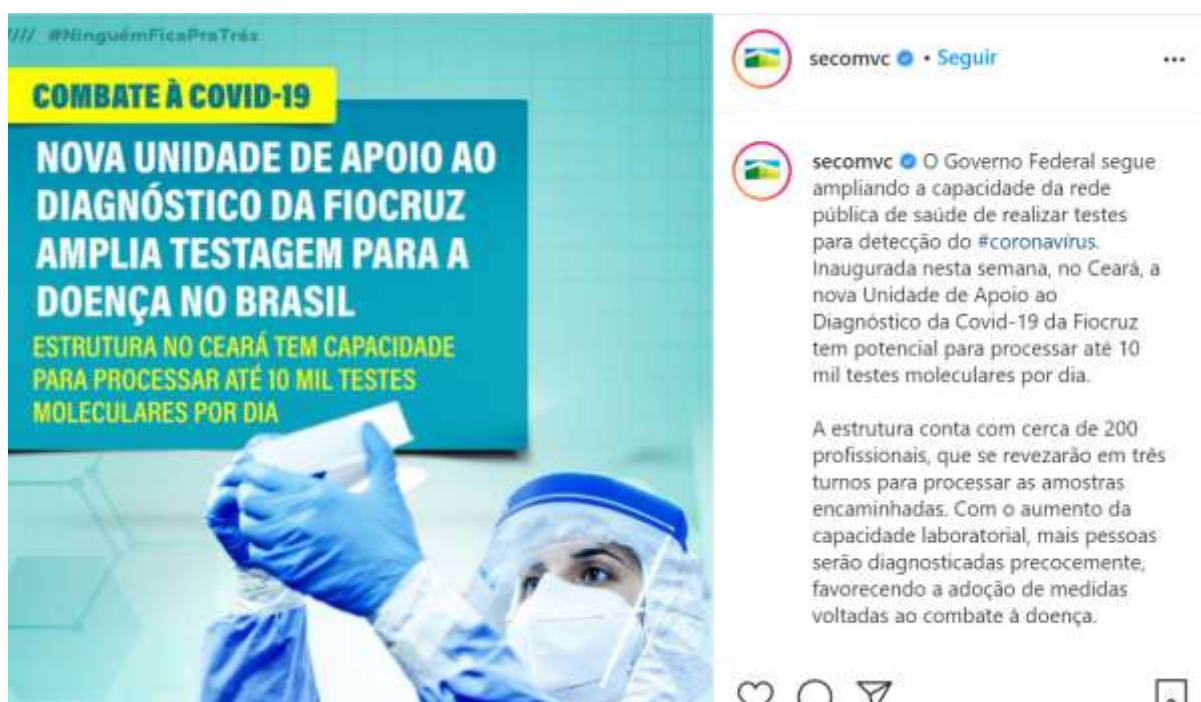 //// #NinguémFicaPraTrás
COMBATE À COVID-19
NOVA UNIDADE DE APOIO AO
DIAGNÓSTICO DA FIOCRUZ
AMPLIA TESTAGEM PARA A
DOENÇA NO BRASIL
ESTRUTURA NO CEARÁ TEM CAPACIDADE
PARA PROCESSAR ATÉ 10 MIL TESTES
MOLECULARES POR DIA
secomvc • Seguir
secomvc O Governo Federal segue
ampliando a capacidade da rede
pública de saúde de realizar testes
para detecção do #coronavírus.
Inaugurada nesta semana, no Ceará, a
nova Unidade de Apoio ao
Diagnóstico da Covid-19 da Fiocruz
tem potencial para processar até 10
mil testes moleculares por dia.
A estrutura conta com cerca de 200
profissionais, que se revezarão em três
turnos para processar as amostras
encaminhadas. Com o aumento da
capacidade laboratorial, mais pessoas
serão diagnosticadas precocemente,
favorecendo a adoção de medidas
voltadas ao combate à doença.